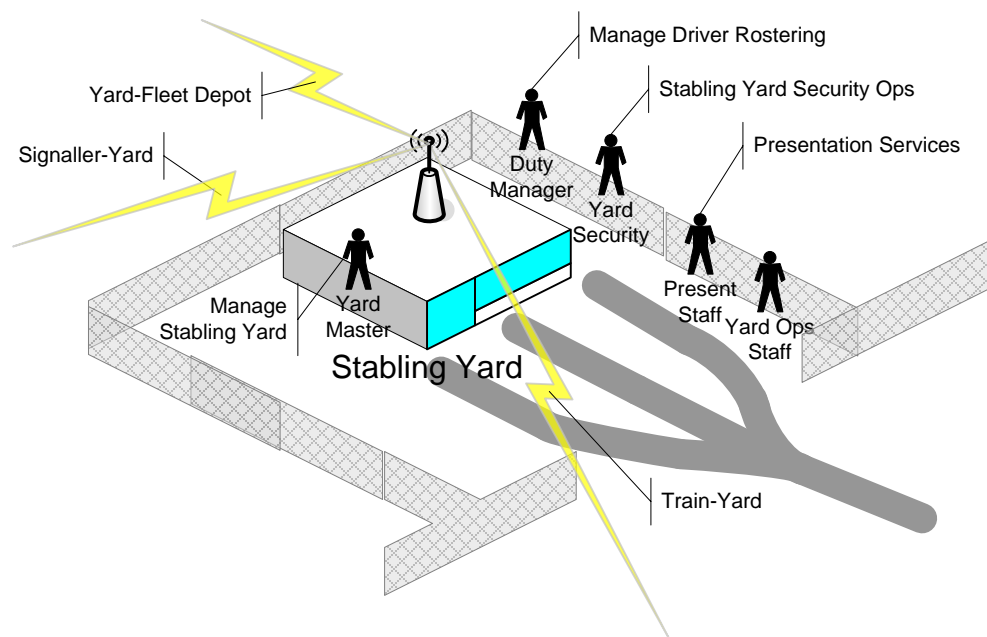 Manage Driver Rostering
Yard-Fleet Depot
Stabling Yard Security Ops
Signaller-Yard
Presentation Services
Duty
Manager
Yard
Security
Manage
Stabling Yard
Yard
Master
Present
Staff
Yard Ops
Staff
Stabling Yard
Train-Yard